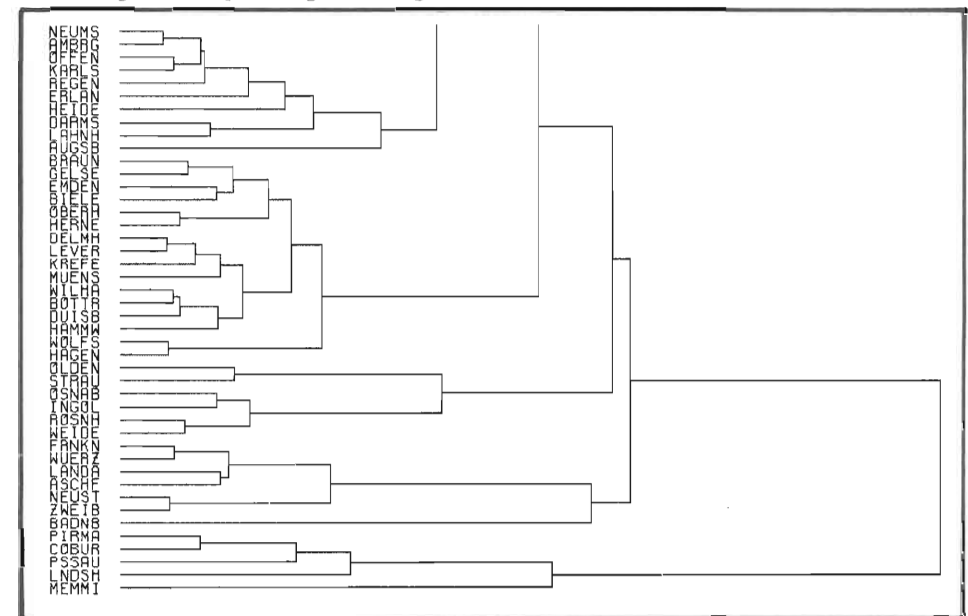 NEUMS
AMBRG
OFFEN
KARLS
REGEN
ERLAN
HEIDE
DARMS
LAHNH
AUGSB
BRAUN
GELSE
EMDEN
BIELE
OBERH
HERNE
DELMH
LEVER
KREFE
MUENS
WILHA
BOTTR
DUISB
HAMMW
WOLFS
HAGEN
OLDEN
STRAU
OSNAB
INGOL
ROSNH
WEIDE
FRNKN
WUERZ
LANDA
ASCHF
NEUST
ZWEIB
BADNB
PIRMA
COBUR
PSSAU
LNDSH
MEMMI